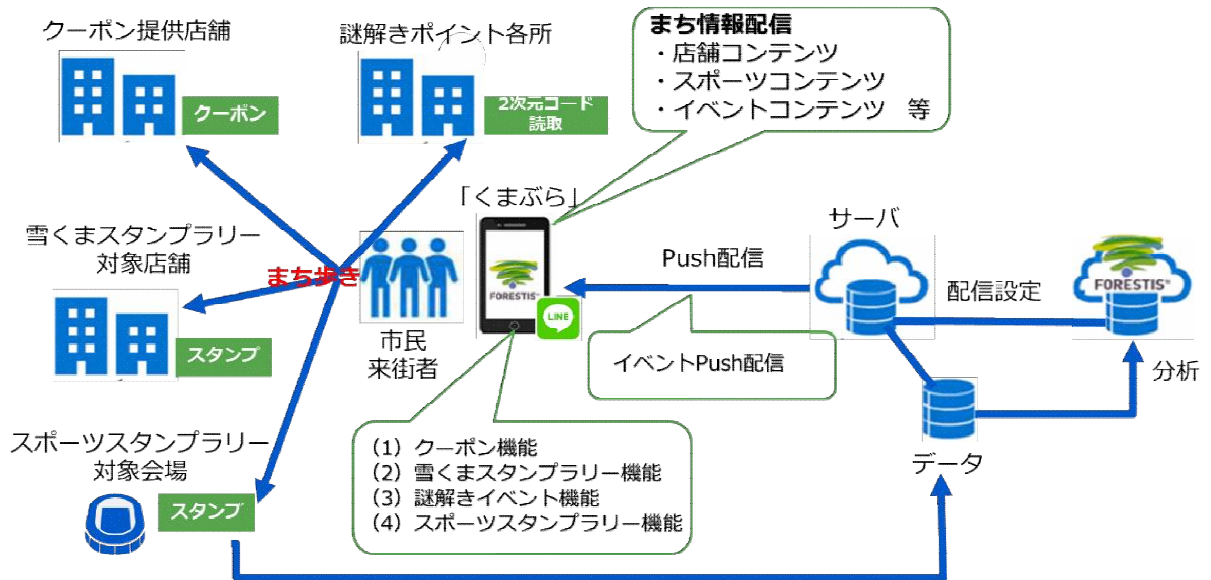 クーポン提供店舗
クーポン
謎解きポイント各所
2次元コード
読取
まち情報配信
・店舗コンテンツ
・スポーツコンテンツ
・イベントコンテンツ 等
「くまぶら」
雪くまスタンプラリー
対象店舗
スタンプ
まち歩き
市民
来街者
FORESTIS™
LINE
Push配信
イベントPush配信
サーバ
配信設定
FORESTIS™
分析
データ
スポーツスタンプラリー
対象会場
スタンプ
(1) クーポン機能
(2) 雪くまスタンプラリー機能
(3) 謎解きイベント機能
(4) スポーツスタンプラリー機能